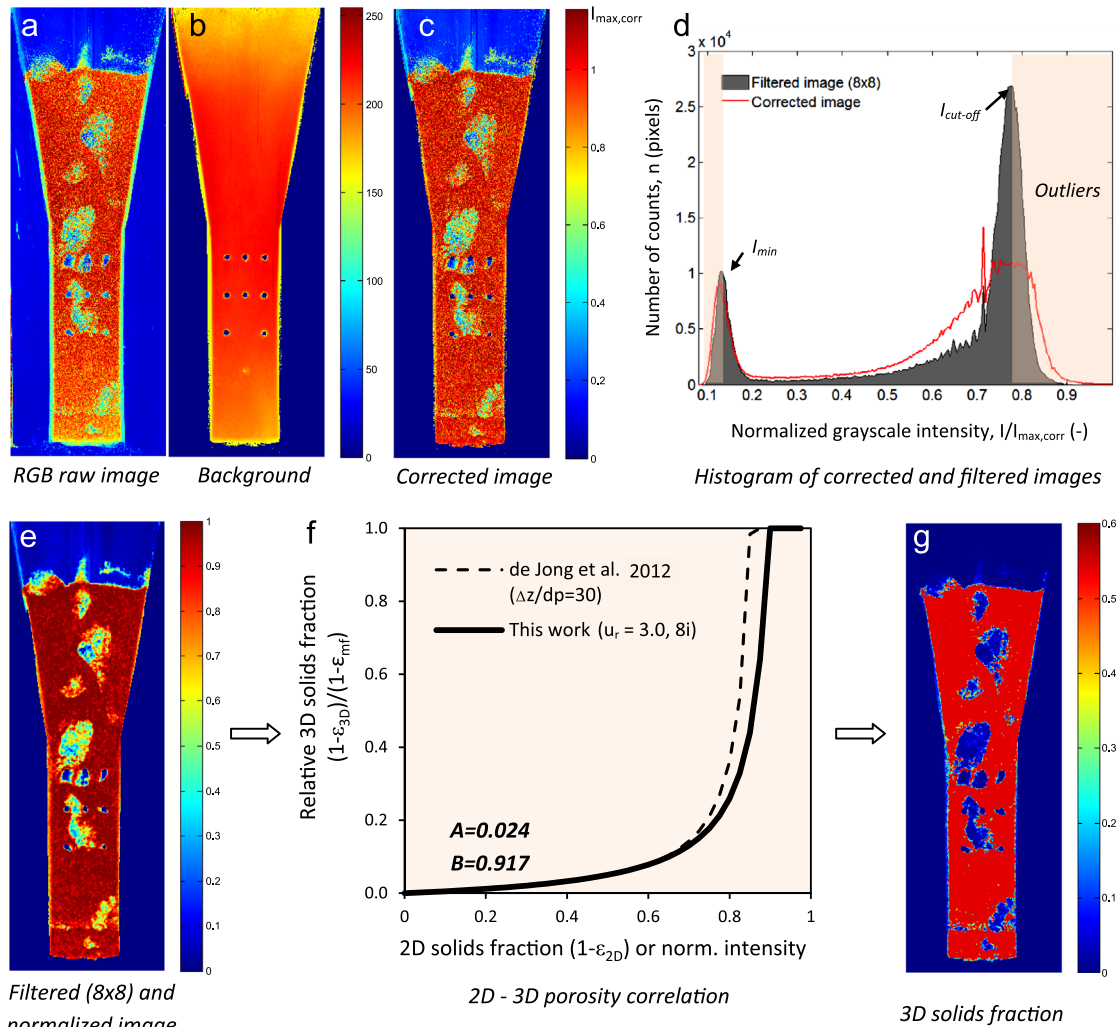 a
b
c
d
250
200
150
100
50
0
I_max,corr
1
0.8
0.6
0.4
0.2
0
RGB raw image
Background
Corrected image
x 10⁴
3
2.5
2
1.5
1
0.5
0
Number of counts, n (pixels)
Filtered image (8x8)
Corrected image
I_cut-off
Outliers
I_min
0.1 0.2 0.3 0.4 0.5 0.6 0.7 0.8 0.9
Normalized grayscale intensity, I/I_max,corr (-)
Histogram of corrected and filtered images
e
1
0.9
0.8
0.7
0.6
0.5
0.4
0.3
0.2
0.1
0
Filtered (8x8) and
normalized image
f
1.0
0.8
0.6
0.4
0.2
0.0
Relative 3D solids fraction
(1-ε_3D)/(1-ε_mf)
de Jong et al. 2012
(Δz/dp=30)
This work (u_r = 3.0, 8i)
A=0.024
B=0.917
0 0.2 0.4 0.6 0.8 1
2D solids fraction (1-ε_2D) or norm. intensity
2D - 3D porosity correlation
g
0.6
0.5
0.4
0.3
0.2
0.1
0
3D solids fraction